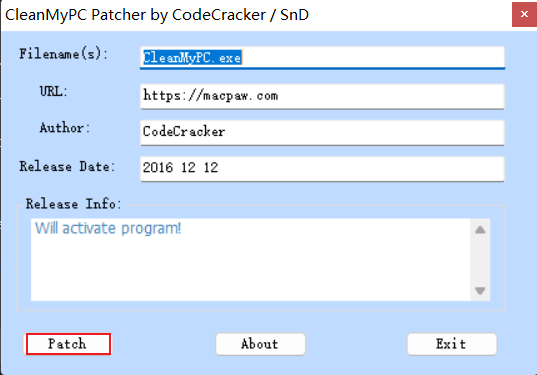 CleanMyPC Patcher by CodeCracker / SnD
Filename(s): CleanMyPC.exe
URL: https://macpaw.com
Author: CodeCracker
Release Date: 2016 12 12
Release Info:
Will activate program!
Patch About Exit